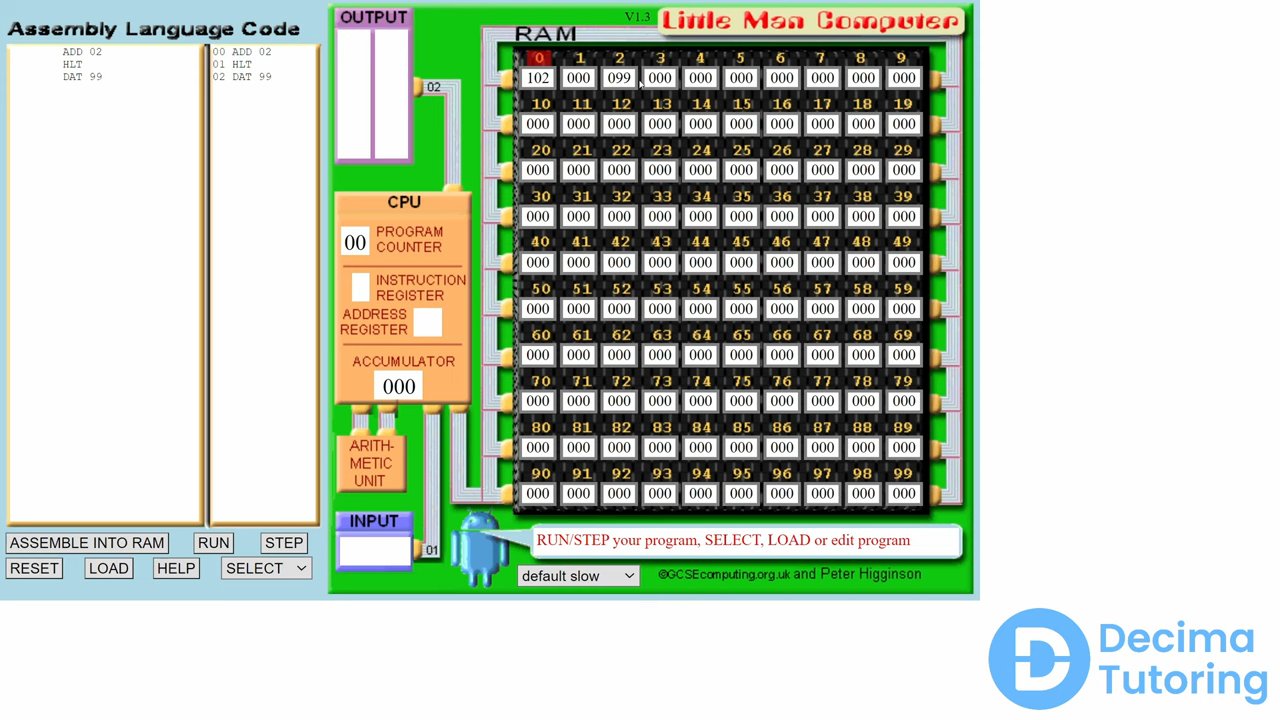 Assembly Language Code
ADD 02
HLT
DAT 99
00 ADD 02
01 HLT
02 DAT 99
ASSEMBLE INTO RAM
RUN
STEP
RESET
LOAD
HELP
SELECT
OUTPUT
02
CPU
00
PROGRAM
COUNTER
INSTRUCTION
REGISTER
ADDRESS
REGISTER
ACCUMULATOR
000
ARITH-
METIC
UNIT
INPUT
01
V1.3
Little Man Computer
RAM
0 1 2 3 4 5 6 7 8 9
102 000 099 000 000 000 000 000 000 000
10 11 12 13 14 15 16 17 18 19
000 000 000 000 000 000 000 000 000 000
20 21 22 23 24 25 26 27 28 29
000 000 000 000 000 000 000 000 000 000
30 31 32 33 34 35 36 37 38 39
000 000 000 000 000 000 000 000 000 000
40 41 42 43 44 45 46 47 48 49
000 000 000 000 000 000 000 000 000 000
50 51 52 53 54 55 56 57 58 59
000 000 000 000 000 000 000 000 000 000
60 61 62 63 64 65 66 67 68 69
000 000 000 000 000 000 000 000 000 000
70 71 72 73 74 75 76 77 78 79
000 000 000 000 000 000 000 000 000 000
80 81 82 83 84 85 86 87 88 89
000 000 000 000 000 000 000 000 000 000
90 91 92 93 94 95 96 97 98 99
000 000 000 000 000 000 000 000 000 000
RUN/STEP your program, SELECT, LOAD or edit program
default slow
©GCSEcomputing.org.uk and Peter Higginson
Decima
Tutoring